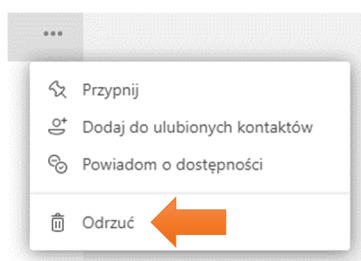 Przypnij
Dodaj do ulubionych kontaktów
Powiadom o dostępności
Odrzuć